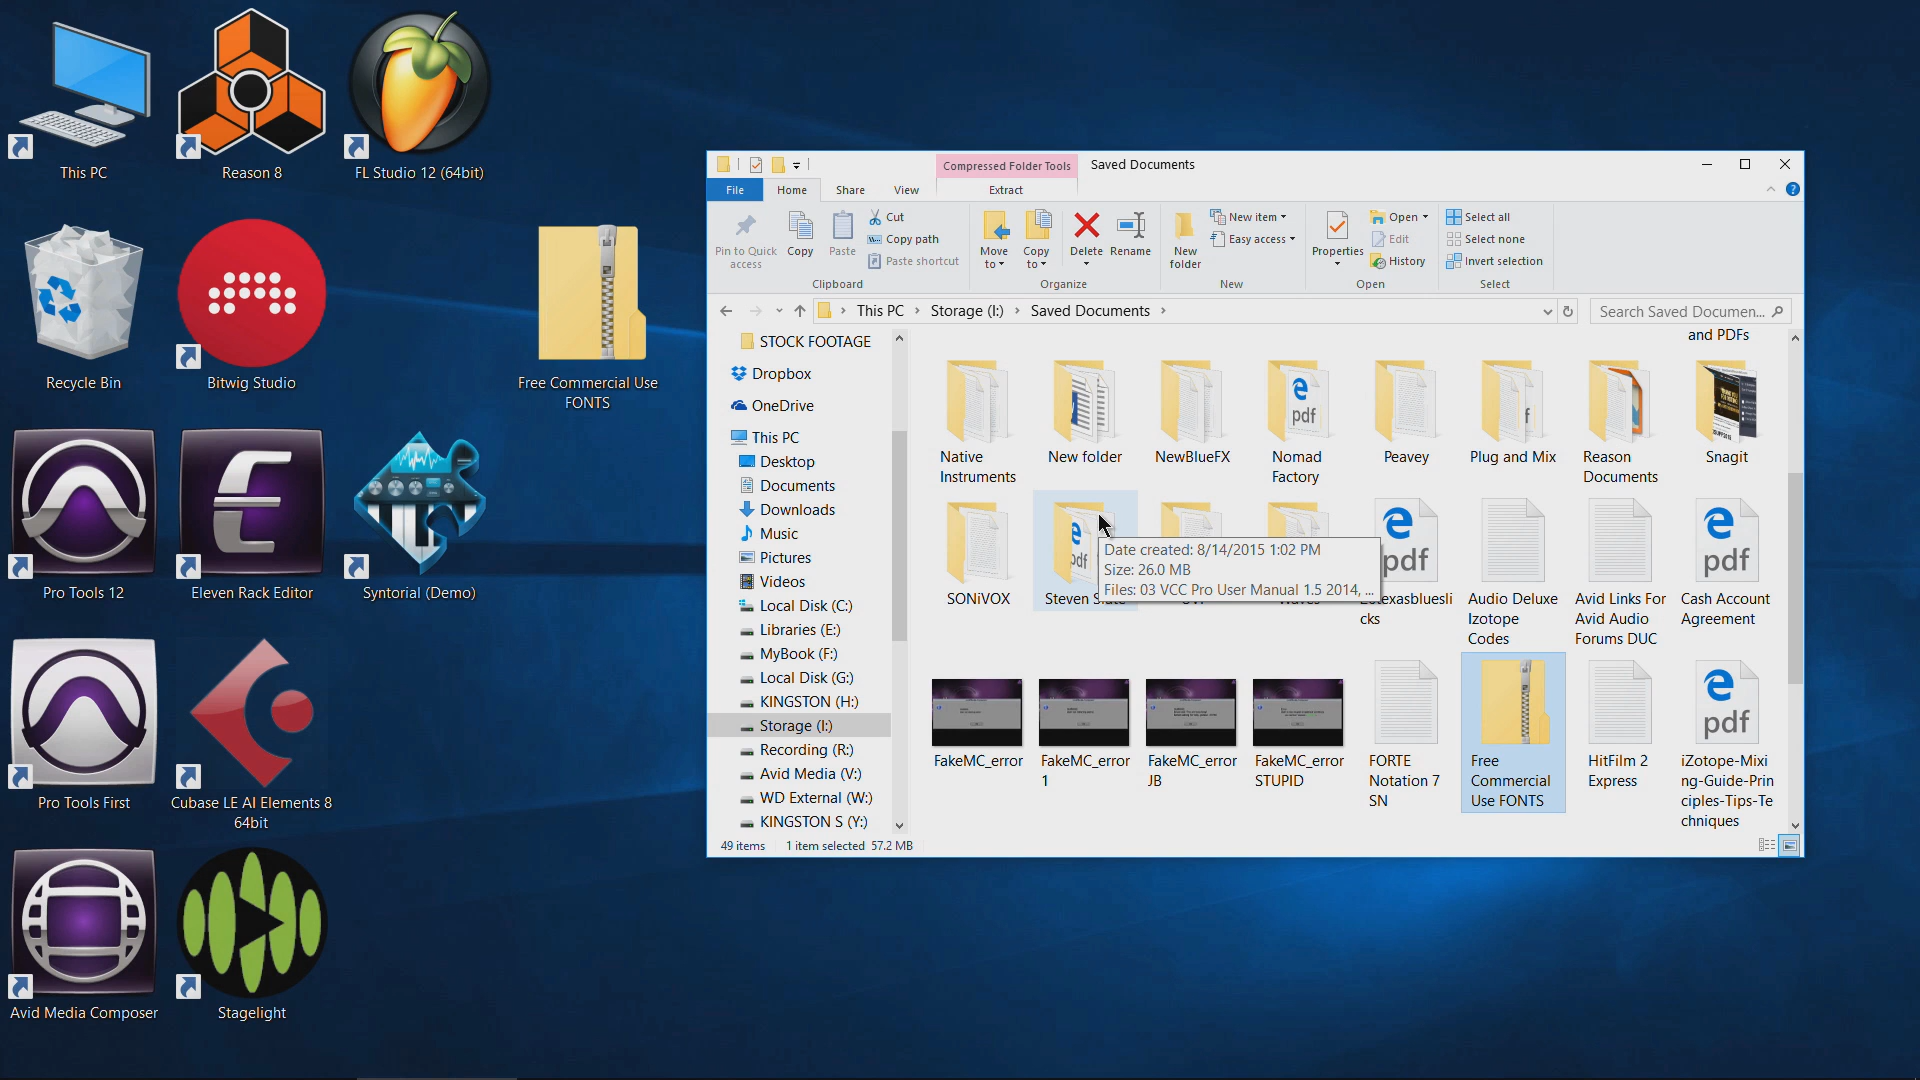 This PC
Reason 8
FL Studio 12 (64bit)
Recycle Bin
Bitwig Studio
Free Commercial Use
FONTS
Pro Tools 12
Eleven Rack Editor
Syntorial (Demo)
Pro Tools First
Cubase LE AI Elements 8
64bit
Avid Media Composer
Stagelight
Compressed Folder Tools
Saved Documents
File
Home
Share
View
Extract
Pin to Quick
access
Copy
Paste
Cut
Copy path
Paste shortcut
Clipboard
Move
to
Copy
to
Delete
Rename
Organize
New
folder
New item
Easy access
New
Properties
Open
Edit
History
Open
Select all
Select none
Invert selection
Select
This PC > Storage (I:) > Saved Documents >
Search Saved Documen...
STOCK FOOTAGE
Dropbox
OneDrive
This PC
Desktop
Documents
Downloads
Music
Pictures
Videos
Local Disk (C:)
Libraries (E:)
MyBook (F:)
Local Disk (G:)
KINGSTON (H:)
Storage (I:)
Recording (R:)
Avid Media (V:)
WD External (W:)
KINGSTON S (Y:)
and PDFs
Native
Instruments
New folder
NewBlueFX
Nomad
Factory
Peavey
Plug and Mix
Reason
Documents
Snagit
SONiVOX
Steven
Date created: 8/14/2015 1:02 PM
Size: 26.0 MB
Files: 03 VCC Pro User Manual 1.5 2014, ...
pdf
cks
Audio Deluxe
Izotope
Codes
Avid Links For
Avid Audio
Forums DUC
pdf
Cash Account
Agreement
FakeMC_error
FakeMC_error
1
FakeMC_error
JB
FakeMC_error
STUPID
FORTE
Notation 7
SN
Free
Commercial
Use FONTS
HitFilm 2
Express
pdf
iZotope-Mixi
ng-Guide-Prin
ciples-Tips-Te
chniques
49 items
1 item selected 57.2 MB